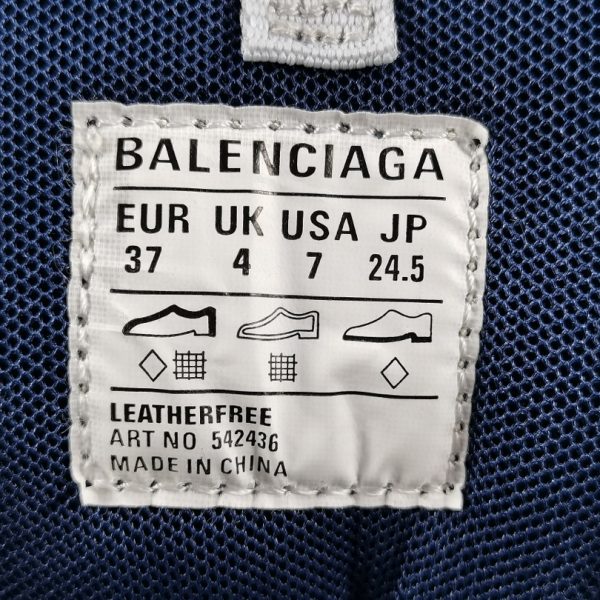 BALENCIAGA
EUR UK USA JP
37 4 7 24.5
LEATHERFREE
ART NO 542436
MADE IN CHINA